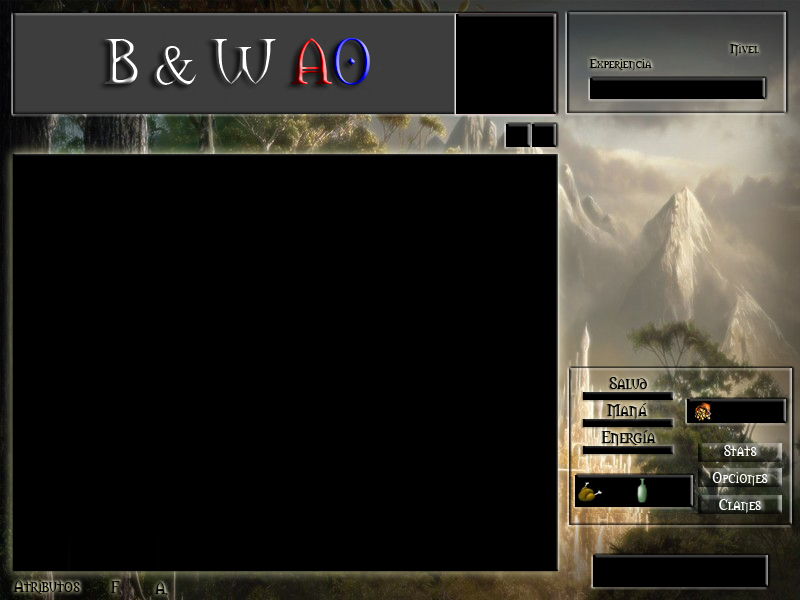 B & W AO
Nivel
Experiencia
Salud
Maná
Energía
Stats
Opciones
Clanes
Atributos F A